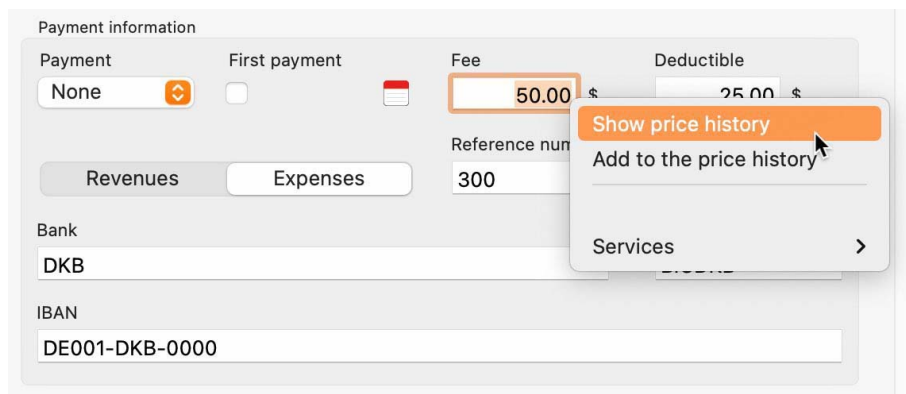 Payment information
Payment First payment Fee Deductible
None 50.00 $ 25.00 $
Show price history
Reference num
Add to the price history
Revenues Expenses 300
Bank
Services
DKB
IBAN
DE001-DKB-0000